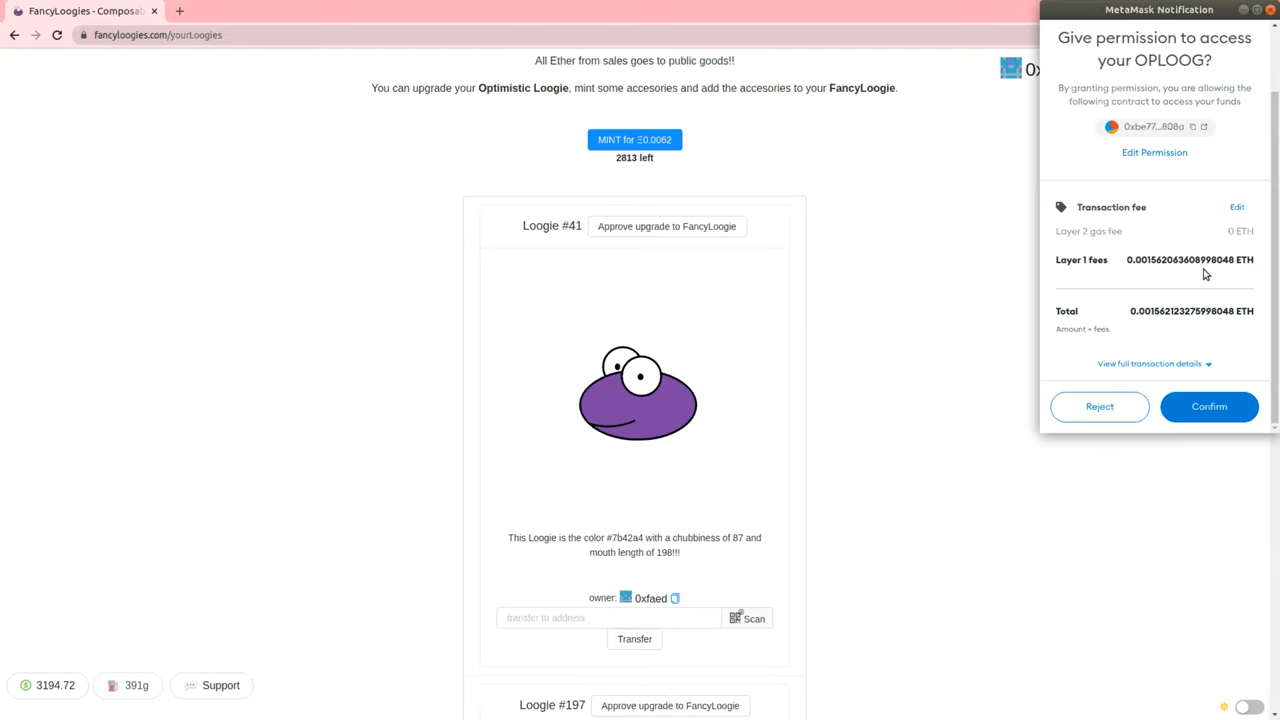 FancyLoogies - Composab
fancyloogies.com/yourLoogies
All Ether from sales goes to public goods!!
You can upgrade your Optimistic Loogie, mint some accesories and add the accesories to your FancyLoogie.
MINT for Ξ0.0062
2813 left
Loogie #41
Approve upgrade to FancyLoogie
This Loogie is the color #7b42a4 with a chubbiness of 87 and
mouth length of 198!!!
owner: 0xfaed
transfer to address
Scan
Transfer
Loogie #197
Approve upgrade to FancyLoogie
3194.72
391g
Support
0x
MetaMask Notification
Give permission to access
your OPLOOG?
By granting permission, you are allowing the
following contract to access your funds
0xbe77...808a
Edit Permission
Transaction fee
Edit
Layer 2 gas fee
0 ETH
Layer 1 fees
0.001562063608998048 ETH
Total
0.001562123275998048 ETH
Amount + fees
View full transaction details
Reject
Confirm